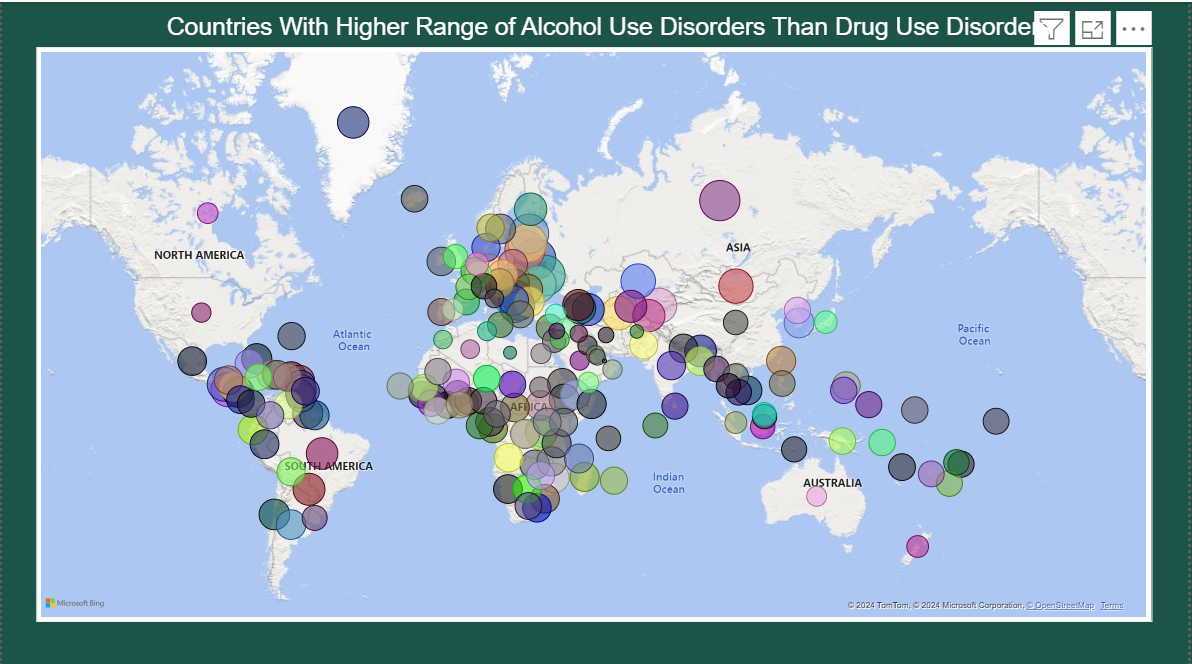 Countries With Higher Range of Alcohol Use Disorders Than Drug Use Disorder
NORTH AMERICA
ASIA
Atlantic
Ocean
Pacific
Ocean
AFRICA
SOUTH AMERICA
Indian
Ocean
AUSTRALIA
Microsoft Bing
© 2024 TomTom, © 2024 Microsoft Corporation, © OpenStreetMap Terms